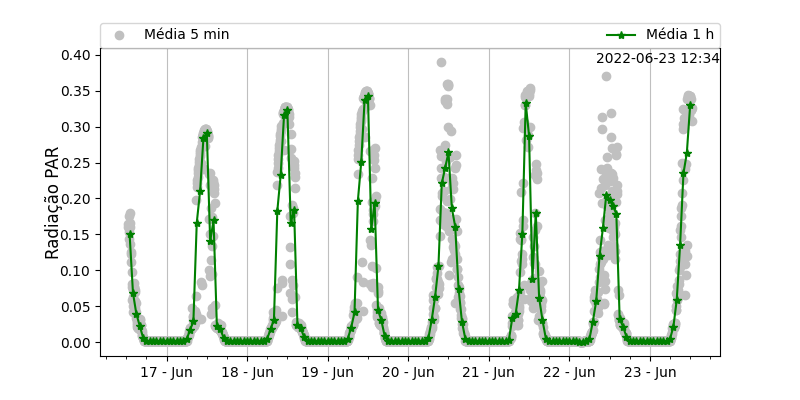 Média 5 min
Média 1 h
2022-06-23 12:34
Radiação PAR
0.40
0.35
0.30
0.25
0.20
0.15
0.10
0.05
0.00
17 - Jun
18 - Jun
19 - Jun
20 - Jun
21 - Jun
22 - Jun
23 - Jun